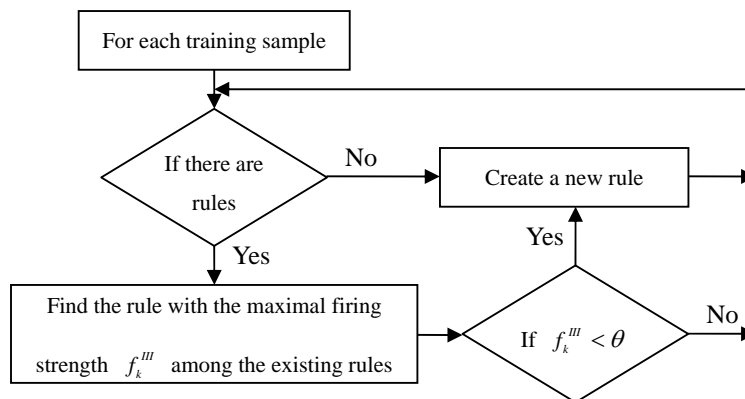 For each training sample
If there are
rules
No
Create a new rule
Yes
Yes
Find the rule with the maximal firing
strength f_k^{III} among the existing rules
If f_k^{III} < θ
No